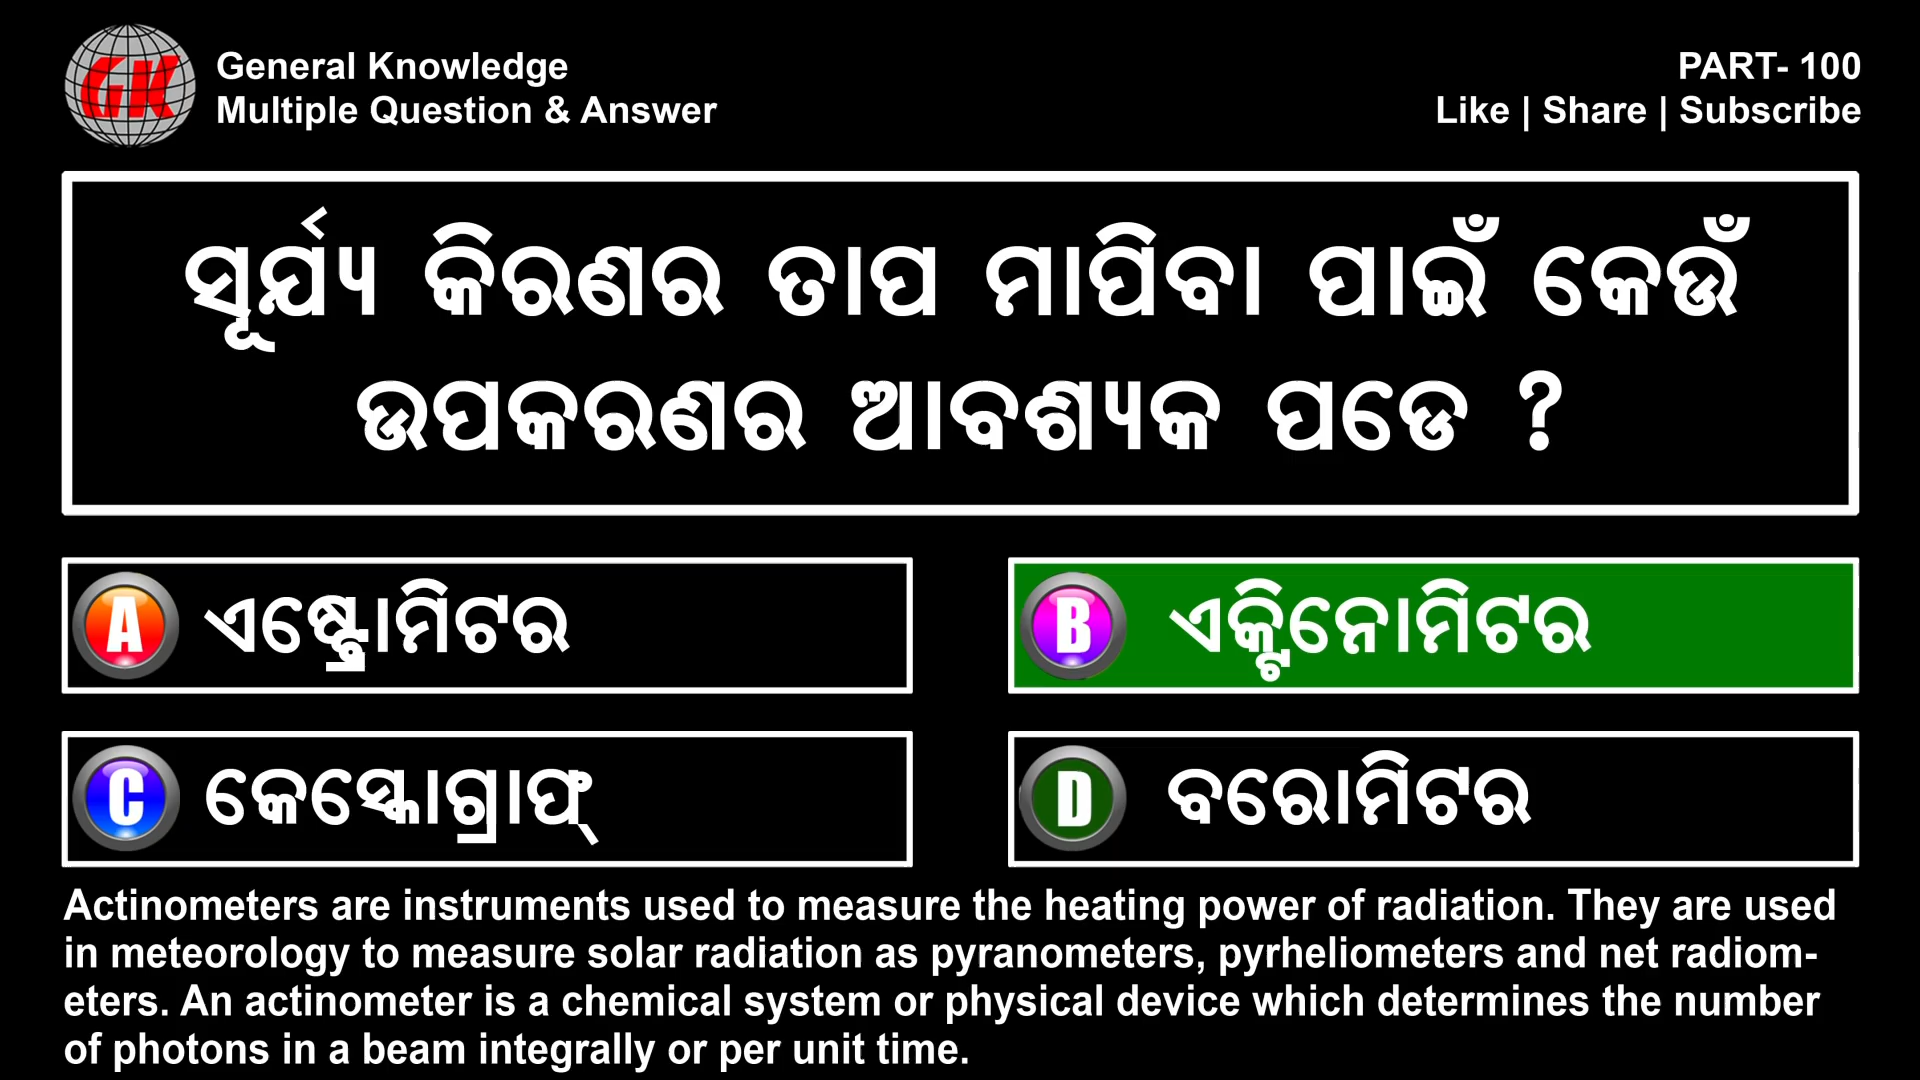 GK
General Knowledge
Multiple Question & Answer
PART- 100
Like | Share | Subscribe
ସୂର୍ଯ୍ୟ କିରଣର ତାପ ମାପିବା ପାଇଁ କେଉଁ
ଉପକରଣର ଆବଶ୍ୟକ ପଡେ ?
A ଏଷ୍ଟ୍ରୋମିଟର
B ଏକ୍ଟିନୋମିଟର
C କେସ୍କୋଗ୍ରାଫ୍
D ବରୋମିଟର
Actinometers are instruments used to measure the heating power of radiation. They are used
in meteorology to measure solar radiation as pyranometers, pyrheliometers and net radiom-
eters. An actinometer is a chemical system or physical device which determines the number
of photons in a beam integrally or per unit time.